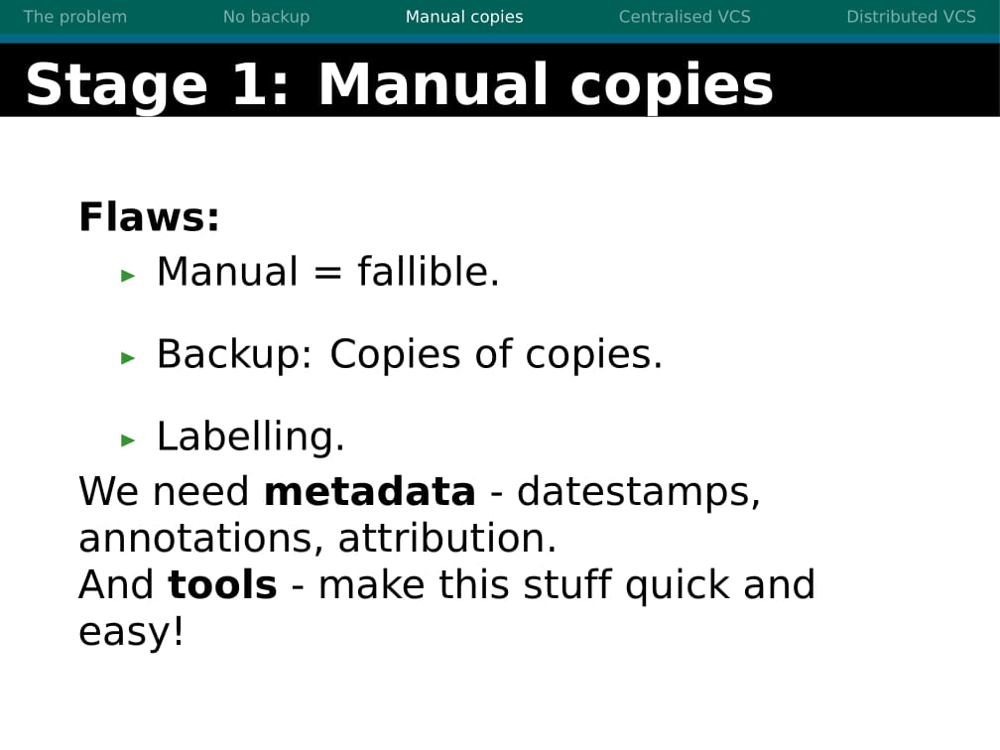 The problem No backup Manual copies Centralised VCS Distributed VCS
Stage 1: Manual copies
Flaws:
► Manual = fallible.
► Backup: Copies of copies.
► Labelling.
We need metadata - datestamps,
annotations, attribution.
And tools - make this stuff quick and
easy!